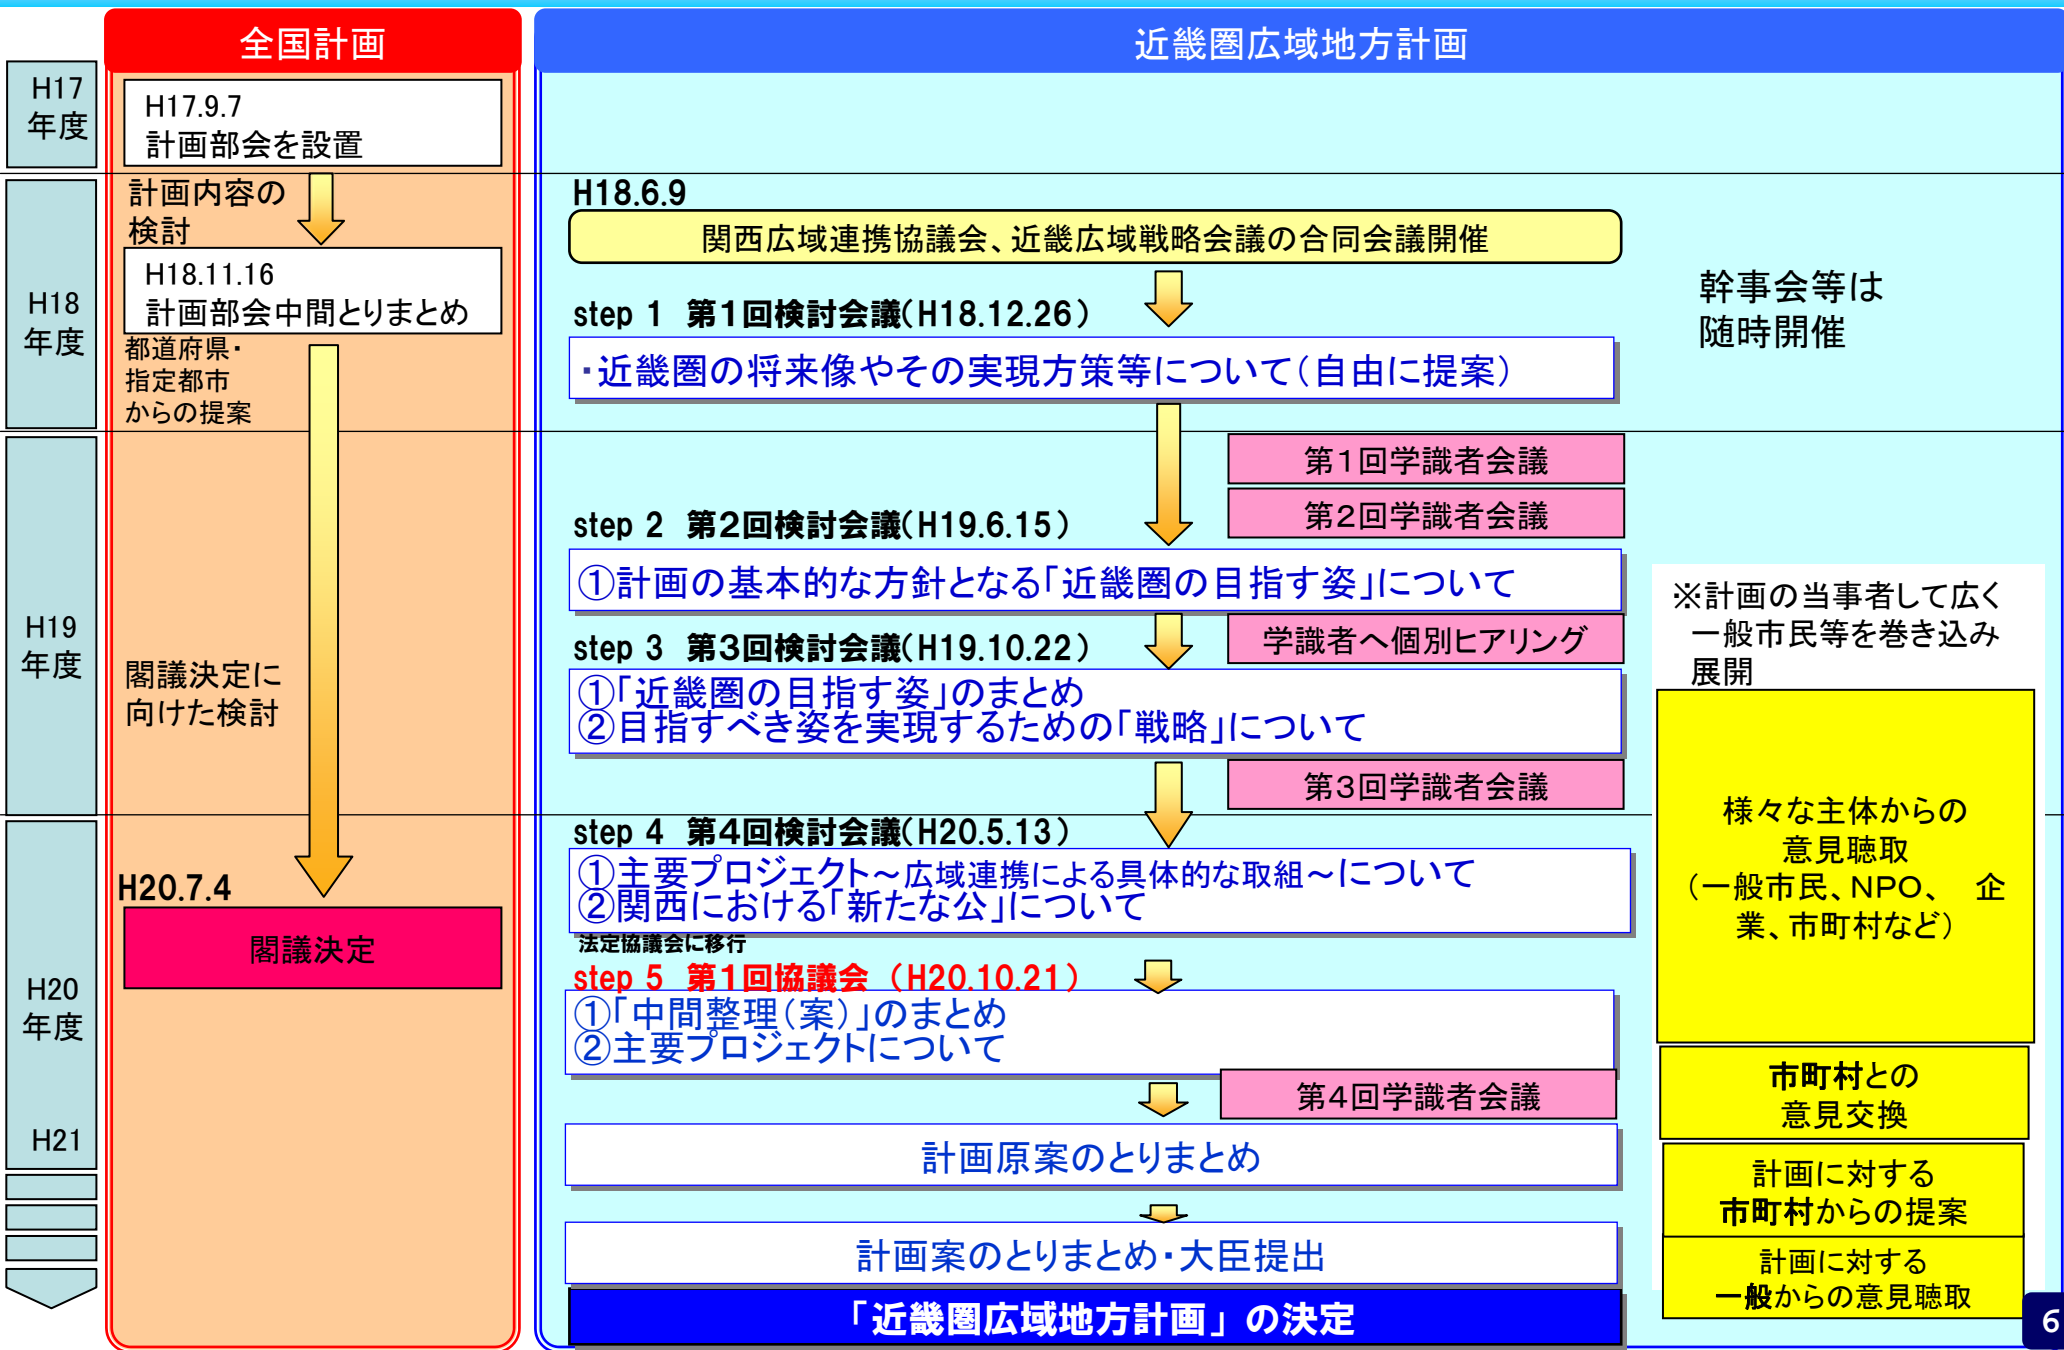 全国計画
近畿圏広域地方計画
H17
年度
H17.9.7
計画部会を設置
H18
年度
計画内容の
検討
H18.11.16
計画部会中間とりまとめ
都道府県・
指定都市
からの提案
H18.6.9
関西広域連携協議会、近畿広域戦略会議の合同会議開催
step 1 第1回検討会議(H18.12.26)
・近畿圏の将来像やその実現方策等について(自由に提案)
幹事会等は
随時開催
H19
年度
閣議決定に
向けた検討
第1回学識者会議
第2回学識者会議
step 2 第2回検討会議(H19.6.15)
①計画の基本的な方針となる「近畿圏の目指す姿」について
学識者へ個別ヒアリング
step 3 第3回検討会議(H19.10.22)
①「近畿圏の目指す姿」のまとめ
②目指すべき姿を実現するための「戦略」について
第3回学識者会議
※計画の当事者して広く
一般市民等を巻き込み
展開
様々な主体からの
意見聴取
(一般市民、NPO、 企
業、市町村など)
H20
年度
H21
H20.7.4
閣議決定
step 4 第4回検討会議(H20.5.13)
①主要プロジェクト～広域連携による具体的な取組～について
②関西における「新たな公」について
法定協議会に移行
step 5 第1回協議会 (H20.10.21)
①「中間整理(案)」のまとめ
②主要プロジェクトについて
第4回学識者会議
計画原案のとりまとめ
計画案のとりまとめ・大臣提出
「近畿圏広域地方計画」の決定
市町村との
意見交換
計画に対する
市町村からの提案
計画に対する
一般からの意見聴取
6